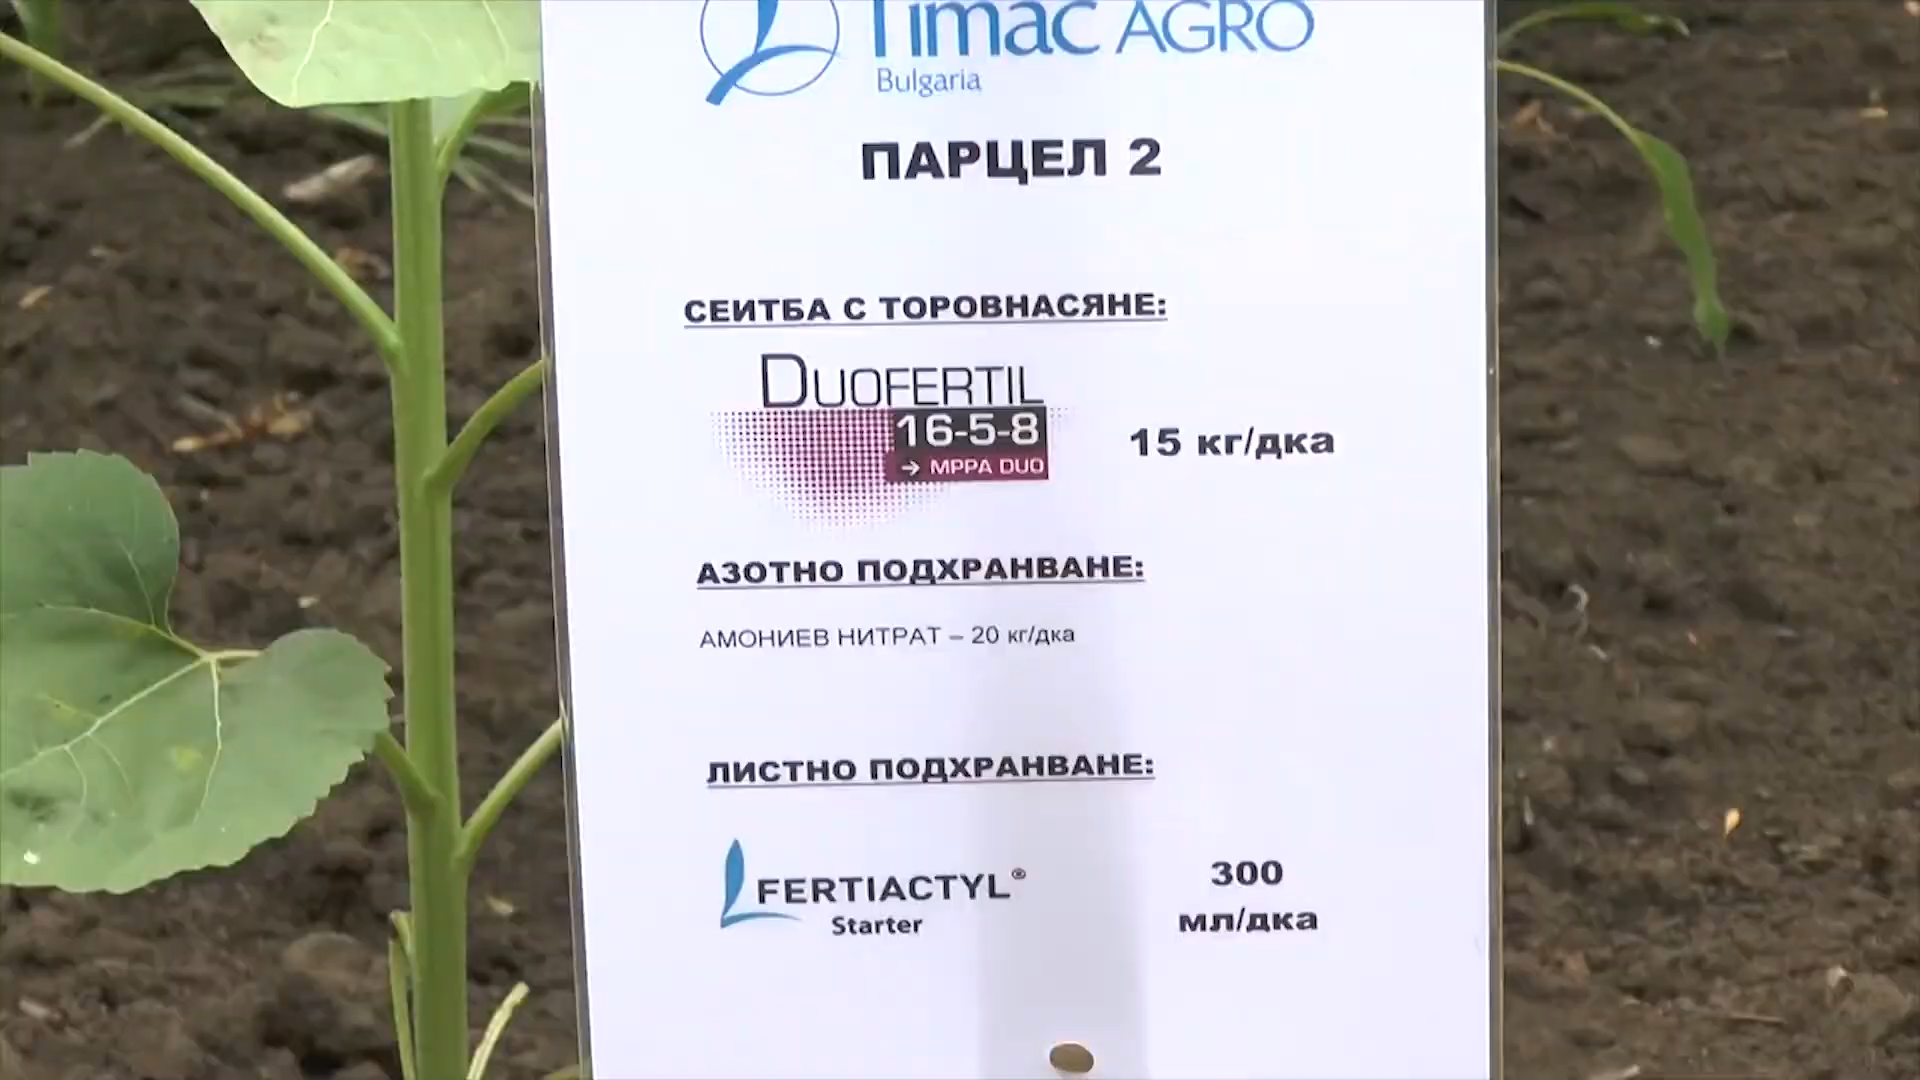 Timac AGRO
Bulgaria
ПАРЦЕЛ 2
СЕИТБА С ТОРОВНАСЯНЕ:
DUOFERTIL
16-5-8
→ MPPA DUO
15 кг/дка
АЗОТНО ПОДХРАНВАНЕ:
АМОНИЕВ НИТРАТ – 20 кг/дка
ЛИСТНО ПОДХРАНВАНЕ:
FERTIACTYL®
Starter
300
мл/дка